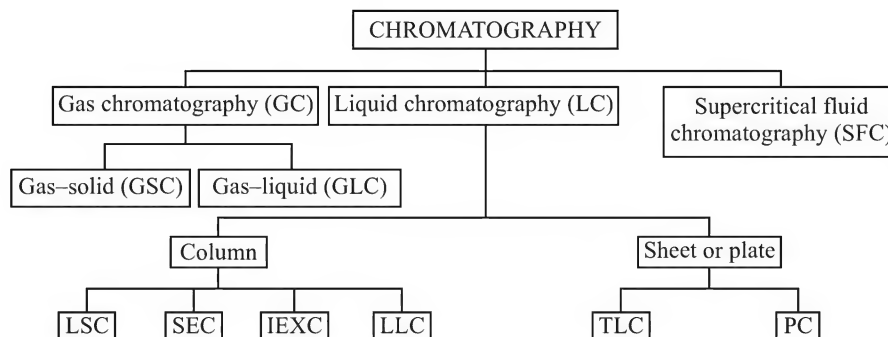 CHROMATOGRAPHY
Gas chromatography (GC)
Liquid chromatography (LC)
Supercritical fluid
chromatography (SFC)
Gas–solid (GSC)
Gas–liquid (GLC)
Column
Sheet or plate
LSC
SEC
IEXC
LLC
TLC
PC